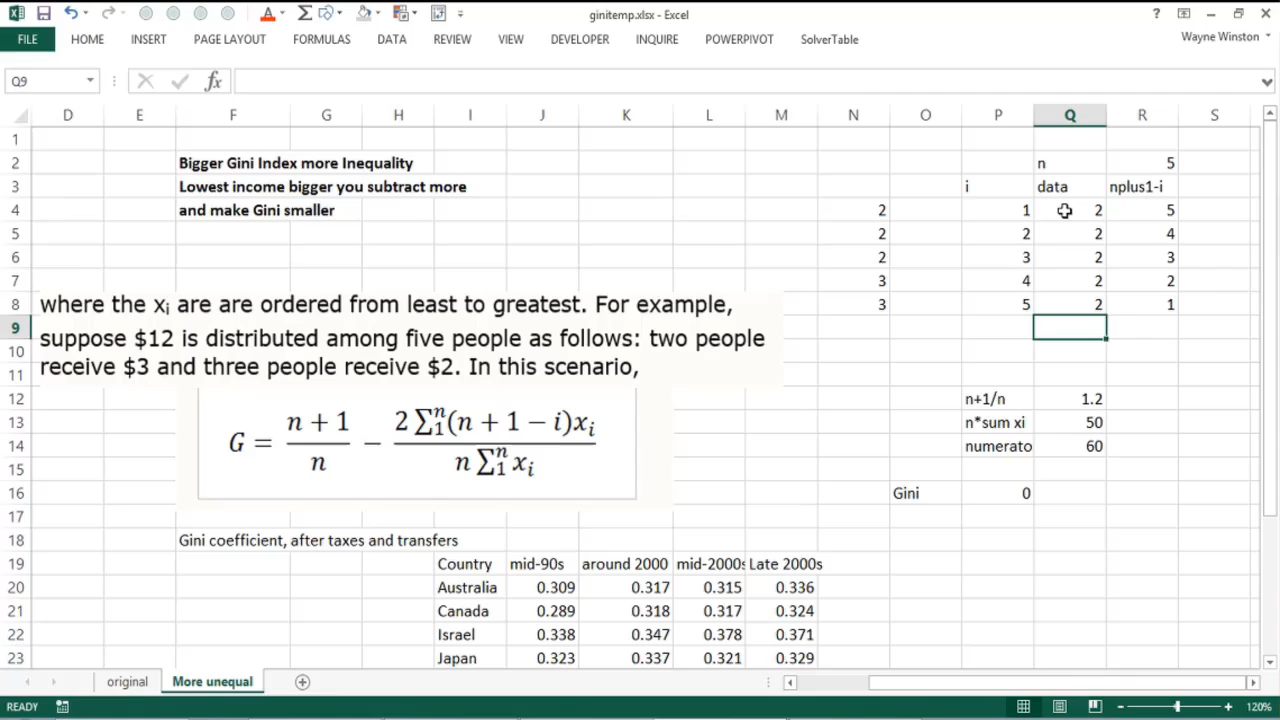 ginitemp.xlsx - Excel
FILE HOME INSERT PAGE LAYOUT FORMULAS DATA REVIEW VIEW DEVELOPER INQUIRE POWERPIVOT SolverTable
Wayne Winston
Q9
D E F G H I J K L M N O P Q R S
1
2 Bigger Gini Index more Inequality n 5
3 Lowest income bigger you subtract more i data nplus1-i
4 and make Gini smaller 2 1 2 5
5 2 2 2 4
6 2 3 2 3
7 3 4 2 2
8 3 5 2 1
where the xᵢ are are ordered from least to greatest. For example,
9
suppose $12 is distributed among five people as follows: two people
10
receive $3 and three people receive $2. In this scenario,
11
12 n+1/n 1.2
13 n*sum xi 50
14 numerato 60
15
G = \frac{n + 1}{n} - \frac{2 \sum_1^n (n + 1 - i)x_i}{n \sum_1^n x_i}
16 Gini 0
17
18 Gini coefficient, after taxes and transfers
19 Country mid-90s around 2000 mid-2000s Late 2000s
20 Australia 0.309 0.317 0.315 0.336
21 Canada 0.289 0.318 0.317 0.324
22 Israel 0.338 0.347 0.378 0.371
23 Japan 0.323 0.337 0.321 0.329
original More unequal
READY 120%